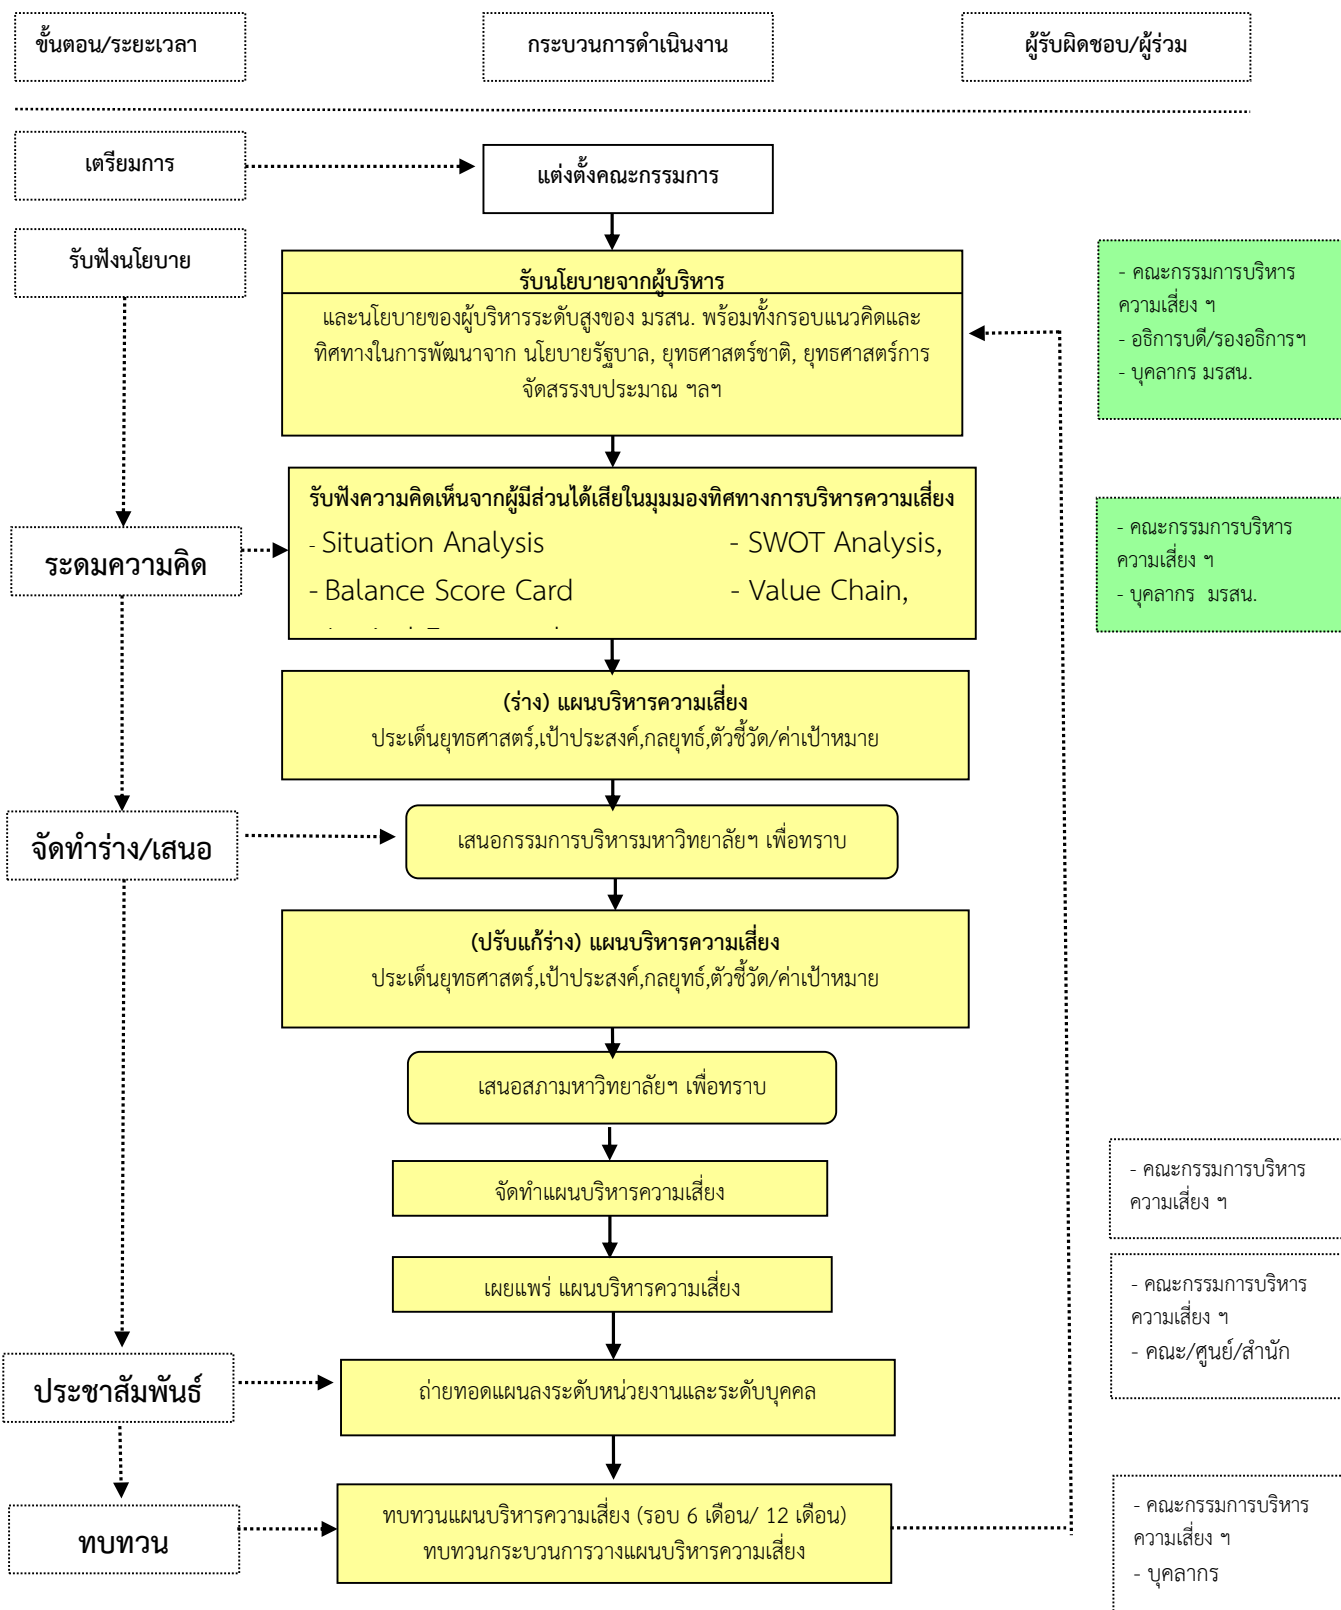 ขั้นตอน/ระยะเวลา
กระบวนการดำเนินงาน
ผู้รับผิดชอบ/ผู้ร่วม
เตรียมการ
แต่งตั้งคณะกรรมการ
รับฟังนโยบาย
รับนโยบายจากผู้บริหาร
และนโยบายของผู้บริหารระดับสูงของ มรสน. พร้อมทั้งกรอบแนวคิดและ
ทิศทางในการพัฒนาจาก นโยบายรัฐบาล, ยุทธศาสตร์ชาติ, ยุทธศาสตร์การ
จัดสรรงบประมาณ ฯลฯ
- คณะกรรมการบริหาร
ความเสี่ยง ฯ
- อธิการบดี/รองอธิการฯ
- บุคลากร มรสน.
ระดมความคิด
รับฟังความคิดเห็นจากผู้มีส่วนได้เสียในมุมมองทิศทางการบริหารความเสี่ยง
- Situation Analysis - SWOT Analysis,
- Balance Score Card - Value Chain,
- คณะกรรมการบริหาร
ความเสี่ยง ฯ
- บุคลากร มรสน.
(ร่าง) แผนบริหารความเสี่ยง
ประเด็นยุทธศาสตร์,เป้าประสงค์,กลยุทธ์,ตัวชี้วัด/ค่าเป้าหมาย
จัดทำร่าง/เสนอ
เสนอกรรมการบริหารมหาวิทยาลัยฯ เพื่อทราบ
(ปรับแก้ร่าง) แผนบริหารความเสี่ยง
ประเด็นยุทธศาสตร์,เป้าประสงค์,กลยุทธ์,ตัวชี้วัด/ค่าเป้าหมาย
เสนอสภามหาวิทยาลัยฯ เพื่อทราบ
จัดทำแผนบริหารความเสี่ยง
- คณะกรรมการบริหาร
ความเสี่ยง ฯ
เผยแพร่ แผนบริหารความเสี่ยง
- คณะกรรมการบริหาร
ความเสี่ยง ฯ
- คณะ/ศูนย์/สำนัก
ประชาสัมพันธ์
ถ่ายทอดแผนลงระดับหน่วยงานและระดับบุคคล
ทบทวน
ทบทวนแผนบริหารความเสี่ยง (รอบ 6 เดือน/ 12 เดือน)
ทบทวนกระบวนการวางแผนบริหารความเสี่ยง
- คณะกรรมการบริหาร
ความเสี่ยง ฯ
- บุคลากร